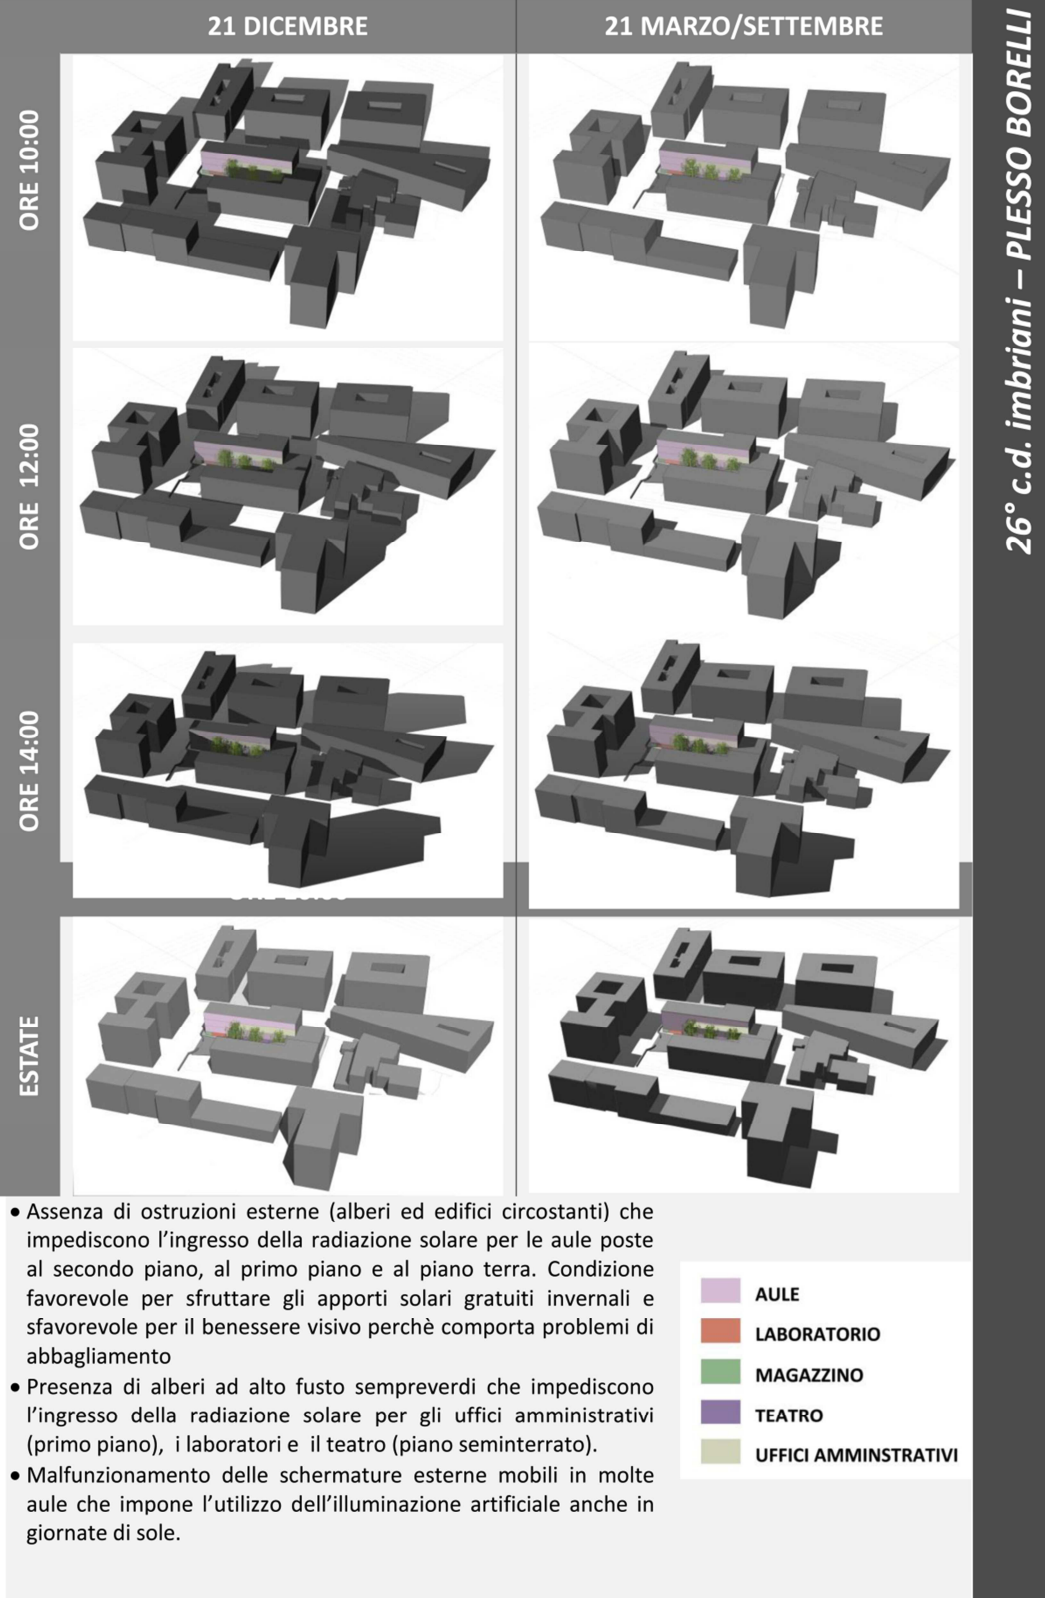 21 DICEMBRE
21 MARZO/SETTEMBRE
26° c.d. imbriani – PLESSO BORELLI
ORE 10:00
ORE 12:00
ORE 14:00
ESTATE
• Assenza di ostruzioni esterne (alberi ed edifici circostanti) che
impediscono l’ingresso della radiazione solare per le aule poste
al secondo piano, al primo piano e al piano terra. Condizione
favorevole per sfruttare gli apporti solari gratuiti invernali e
sfavorevole per il benessere visivo perchè comporta problemi di
abbagliamento
• Presenza di alberi ad alto fusto sempreverdi che impediscono
l’ingresso della radiazione solare per gli uffici amministrativi
(primo piano), i laboratori e il teatro (piano seminterrato).
• Malfunzionamento delle schermature esterne mobili in molte
aule che impone l’utilizzo dell’illuminazione artificiale anche in
giornate di sole.
AULE
LABORATORIO
MAGAZZINO
TEATRO
UFFICI AMMINSTRATIVI